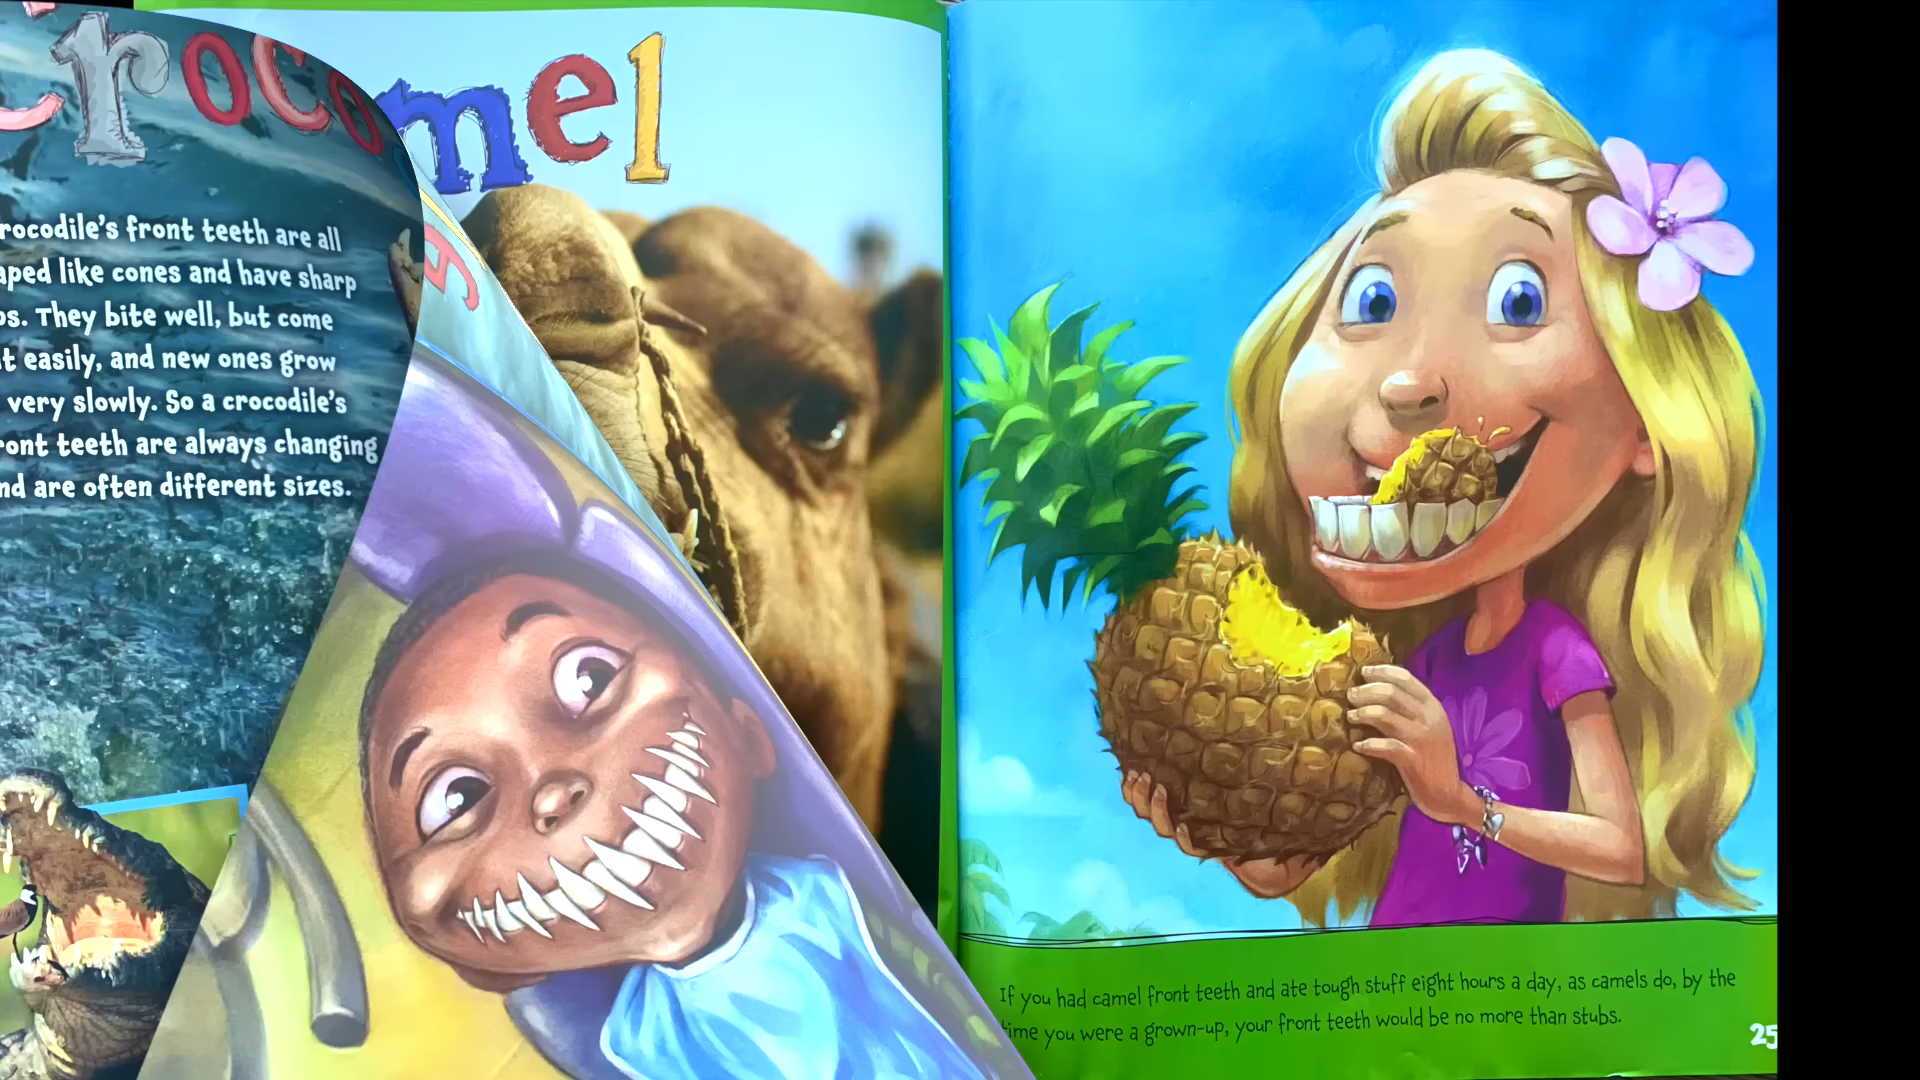 Croco
rocodile's front teeth are all
aped like cones and have sharp
ps. They bite well, but come
t easily, and new ones grow
very slowly. So a crocodile's
ront teeth are always changing
nd are often different sizes.
mel
If you had camel front teeth and ate tough stuff eight hours a day, as camels do, by the
time you were a grown-up, your front teeth would be no more than stubs.
25